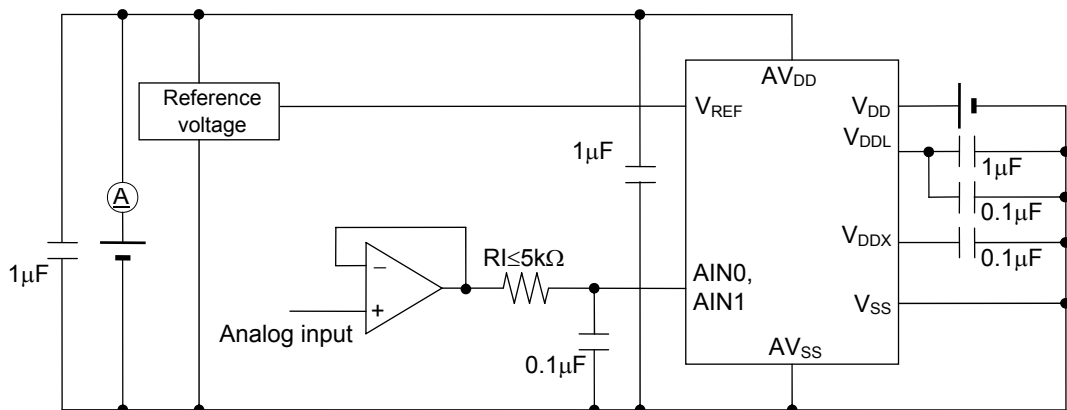 AVDD
Reference
voltage
VREF
VDD
VDDL
1μF
1μF
A
0.1μF
VDDX
0.1μF
1μF
RI≤5kΩ
AIN0,
AIN1
−
+
VSS
Analog input
0.1μF
AVSS